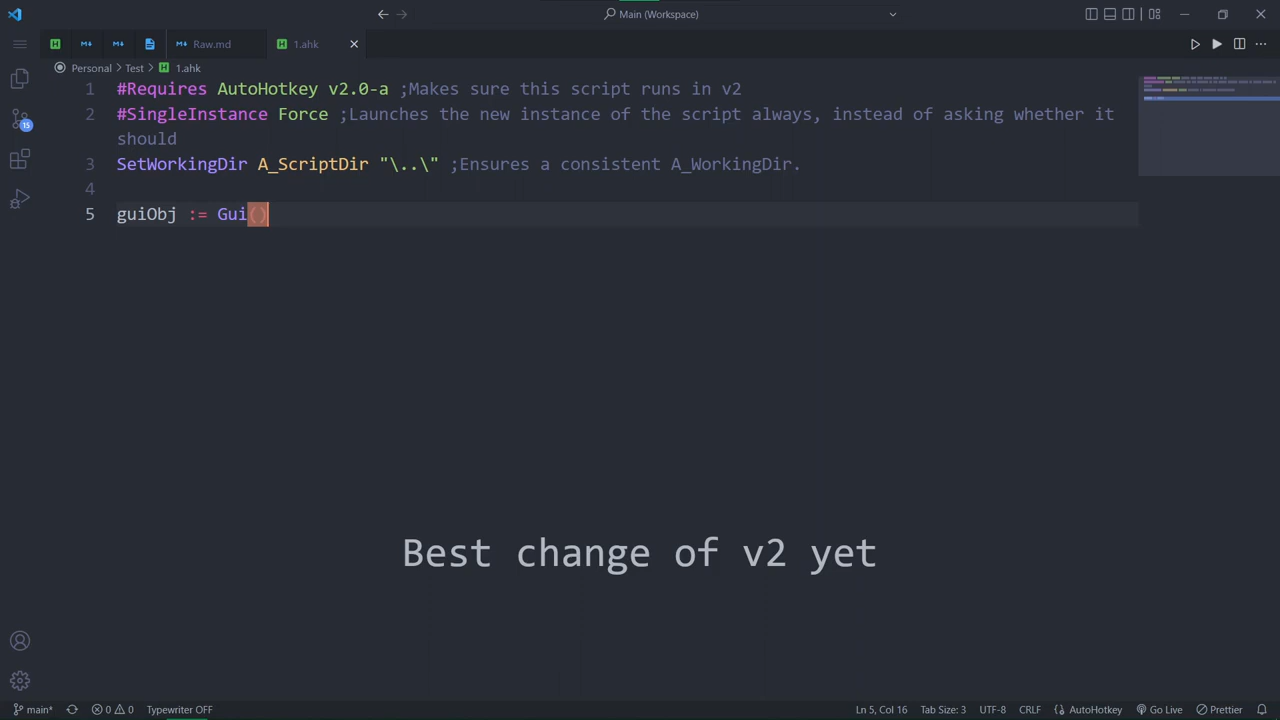 Main (Workspace)
Raw.md
1.ahk
Personal > Test > 1.ahk
1 #Requires AutoHotkey v2.0-a ;Makes sure this script runs in v2
2 #SingleInstance Force ;Launches the new instance of the script always, instead of asking whether it
should
3 SetWorkingDir A_ScriptDir "\..\" ;Ensures a consistent A_WorkingDir.
4
5 guiObj := Gui()
15
Best change of v2 yet
main* 0 0 Typewriter OFF Ln 5, Col 16 Tab Size: 3 UTF-8 CRLF AutoHotkey Go Live Prettier